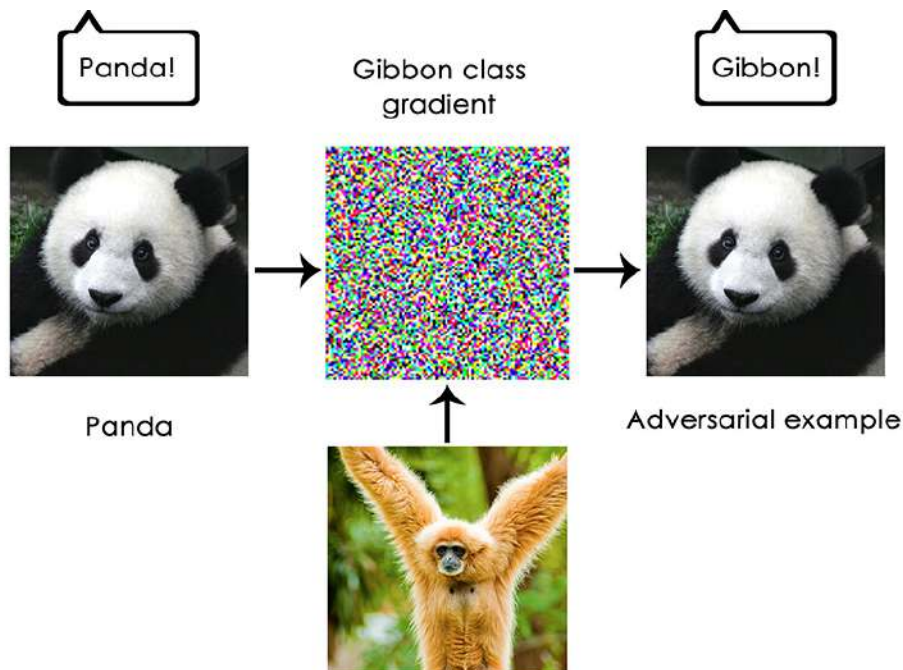 Panda!
Gibbon class
gradient
Gibbon!
Panda
Adversarial example